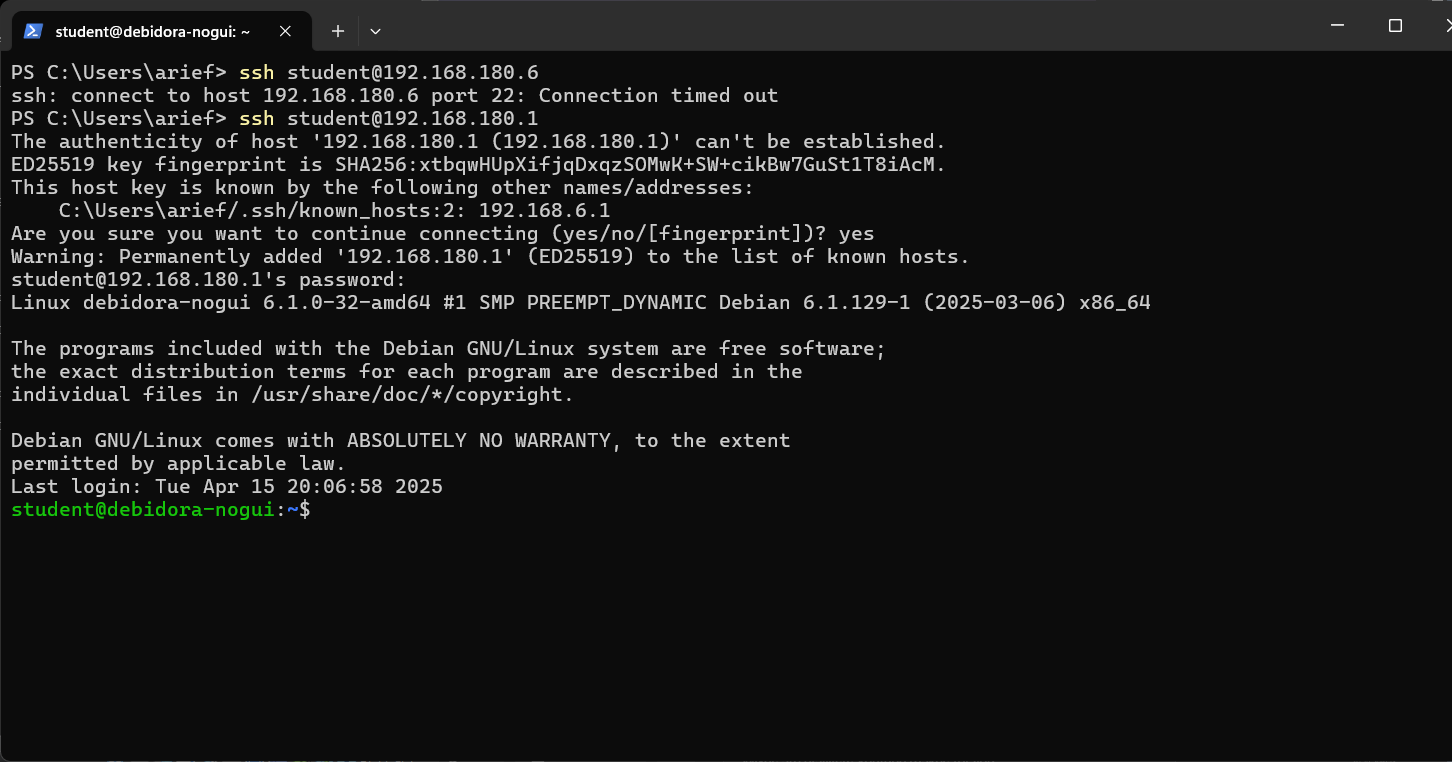 student@debidora-nogui: ~
PS C:\Users\arief> ssh student@192.168.180.6
ssh: connect to host 192.168.180.6 port 22: Connection timed out
PS C:\Users\arief> ssh student@192.168.180.1
The authenticity of host '192.168.180.1 (192.168.180.1)' can't be established.
ED25519 key fingerprint is SHA256:xtbqwHUpXifjqDxqzSOMwK+SW+cikBw7GuSt1T8iAcM.
This host key is known by the following other names/addresses:
    C:\Users\arief/.ssh/known_hosts:2: 192.168.6.1
Are you sure you want to continue connecting (yes/no/[fingerprint])? yes
Warning: Permanently added '192.168.180.1' (ED25519) to the list of known hosts.
student@192.168.180.1's password:
Linux debidora-nogui 6.1.0-32-amd64 #1 SMP PREEMPT_DYNAMIC Debian 6.1.129-1 (2025-03-06) x86_64

The programs included with the Debian GNU/Linux system are free software;
the exact distribution terms for each program are described in the
individual files in /usr/share/doc/*/copyright.

Debian GNU/Linux comes with ABSOLUTELY NO WARRANTY, to the extent
permitted by applicable law.
Last login: Tue Apr 15 20:06:58 2025
student@debidora-nogui:~$